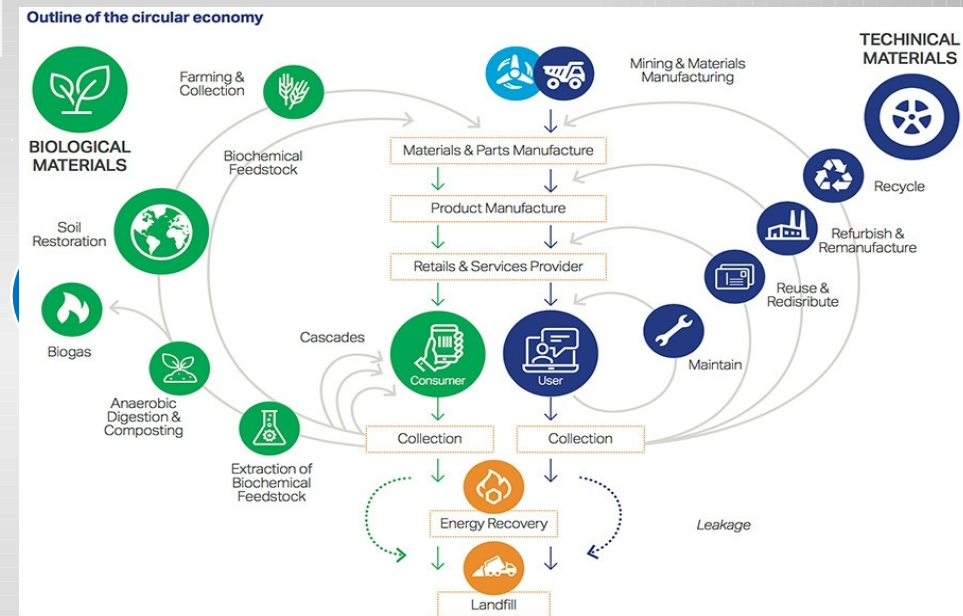 Outline of the circular economy
TECHINICAL
MATERIALS
Farming &
Collection
Mining & Materials
Manufacturing
BIOLOGICAL
MATERIALS
Biochemical
Feedstock
Materials & Parts Manufacture
Recycle
Product Manufacture
Soil
Restoration
Refurbish &
Remanufacture
Retails & Services Provider
Reuse &
Redisribute
Biogas
Cascades
Maintain
Consumer
User
Anaerobic
Digestion &
Composting
Collection
Collection
Extraction of
Biochemical
Feedstock
Energy Recovery
Leakage
Landfill